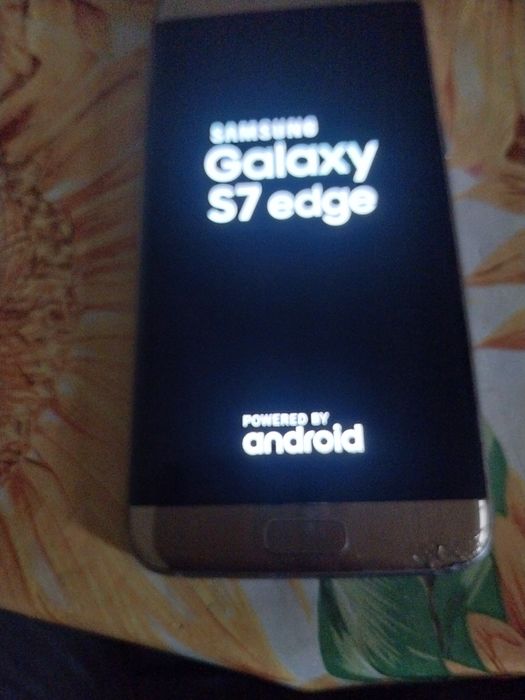 SAMSUNG
Galaxy
S7 edge
POWERED BY
android